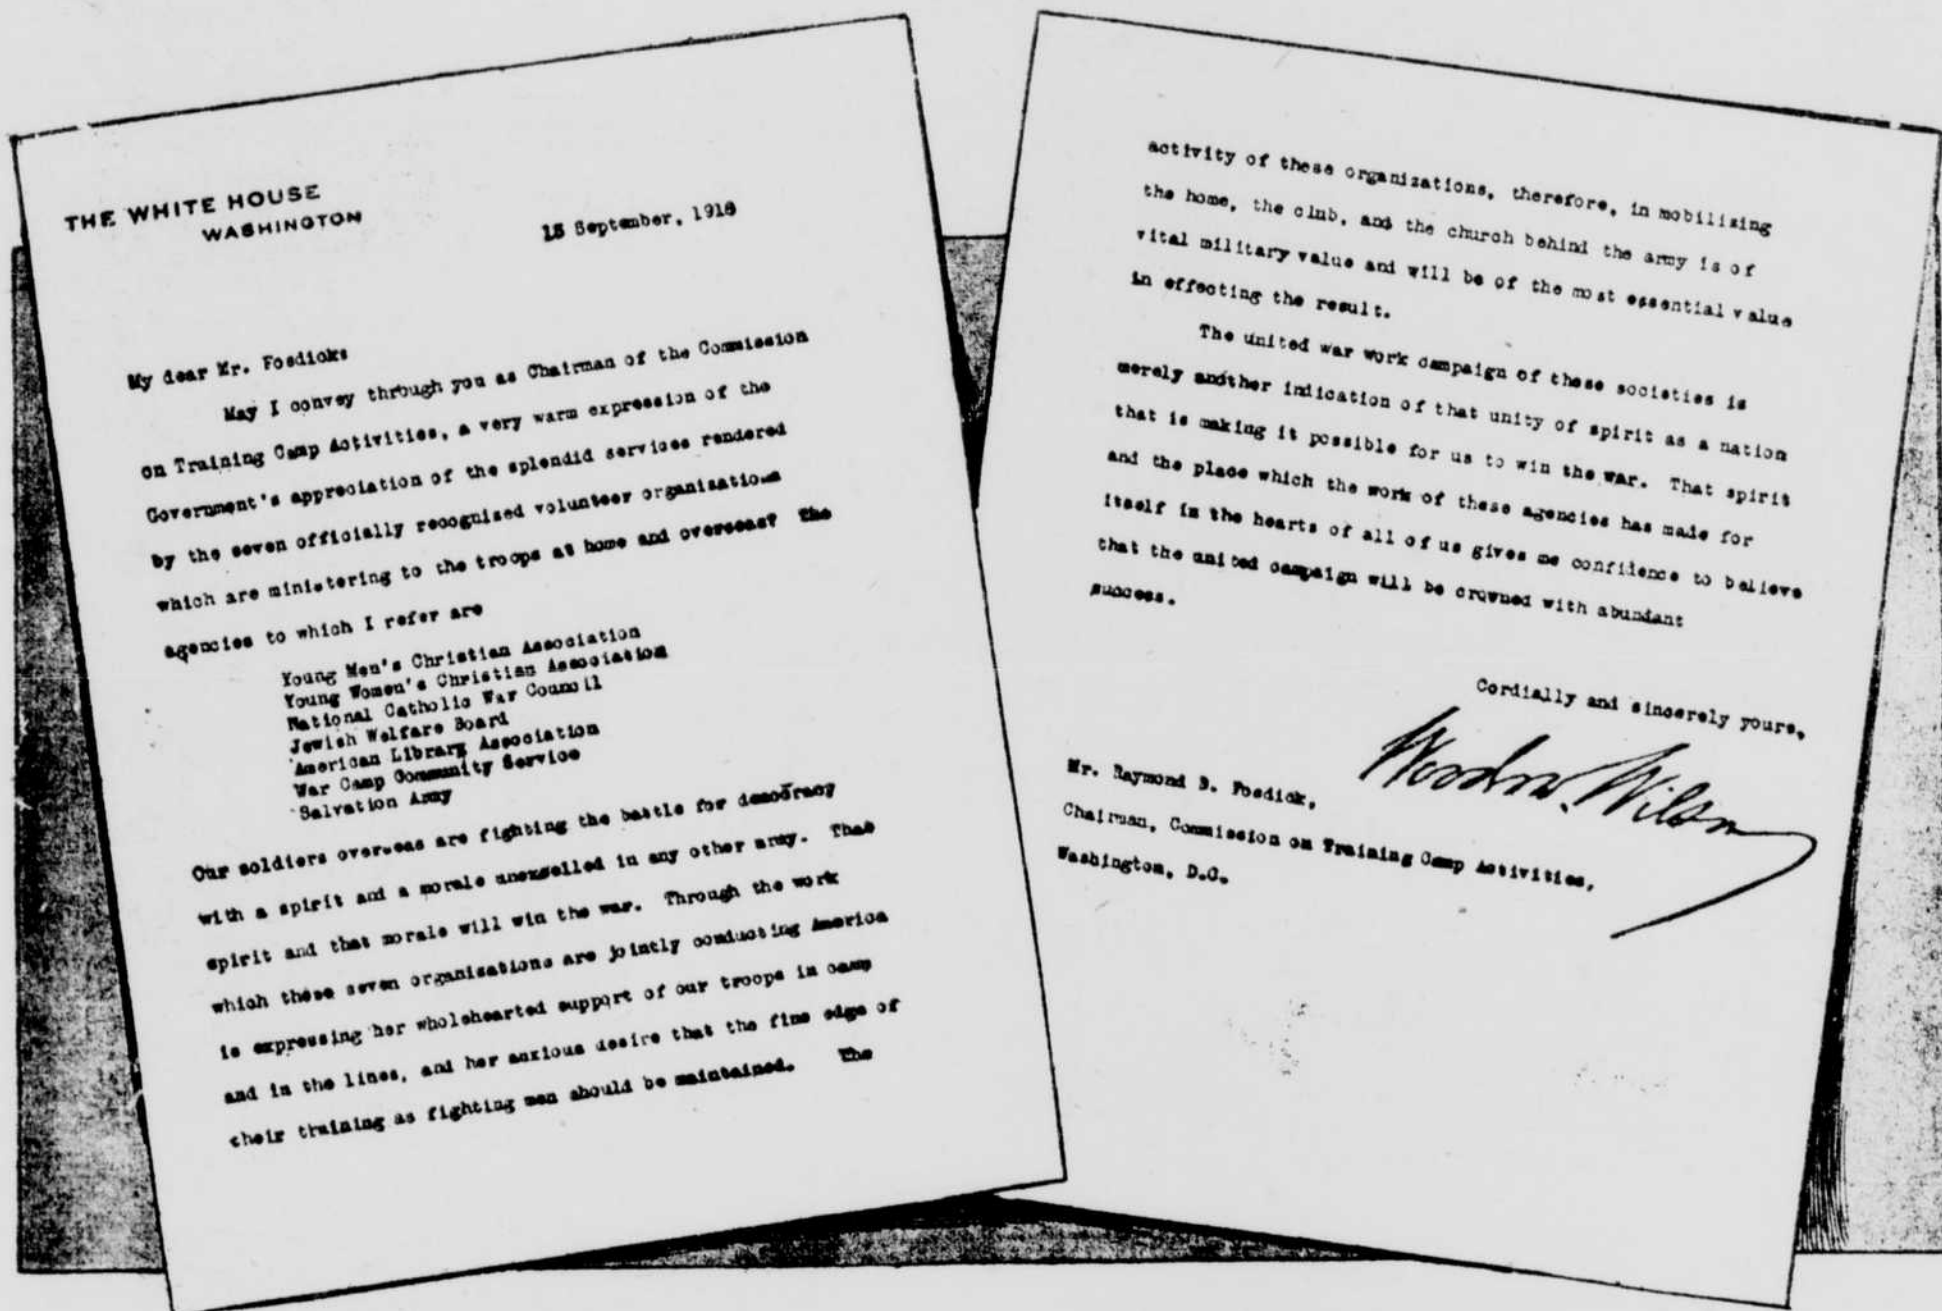 THE WHITE HOUSE
WASHINGTON
September, 1918
My dear Mr. Fosdick:
May I convey through you as Chairman of the Commission
on Training Camp Activities, a very warm expression of the
Government's appreciation of the splendid services rendered
by the seven officially recognized volunteer organizations
which are ministering to the troops at home and overseas? The
agencies to which I refer are
Young Men's Christian Association
Young Women's Christian Association
National Catholic War Council
Jewish Welfare Board
American Library Association
War Camp Community Service
Salvation Army
Our soldiers overseas are fighting the battle for democracy
with a spirit and a morale unexcelled in any other army. That
spirit and that morale will win the war. Through the work
which these seven organizations are jointly conducting America
is expressing her wholehearted support of our troops in camp
and in the lines, and her anxious desire that the fine edge of
their training as fighting men should be maintained. The
activity of these organizations, therefore, in mobilizing
the home, the club, and the church behind the army is of
vital military value and will be of the most essential value
in effecting the result.
The united war work campaign of these societies is
merely another indication of that unity of spirit as a nation
that is making it possible for us to win the war. That spirit
and the place which the work of these agencies has made for
itself in the hearts of all of us gives me confidence to believe
that the united campaign will be crowned with abundant
success.
Cordially and sincerely yours,
Woodrow Wilson
Mr. Raymond B. Fosdick,
Chairman, Commission on Training Camp Activities,
Washington, D.C.